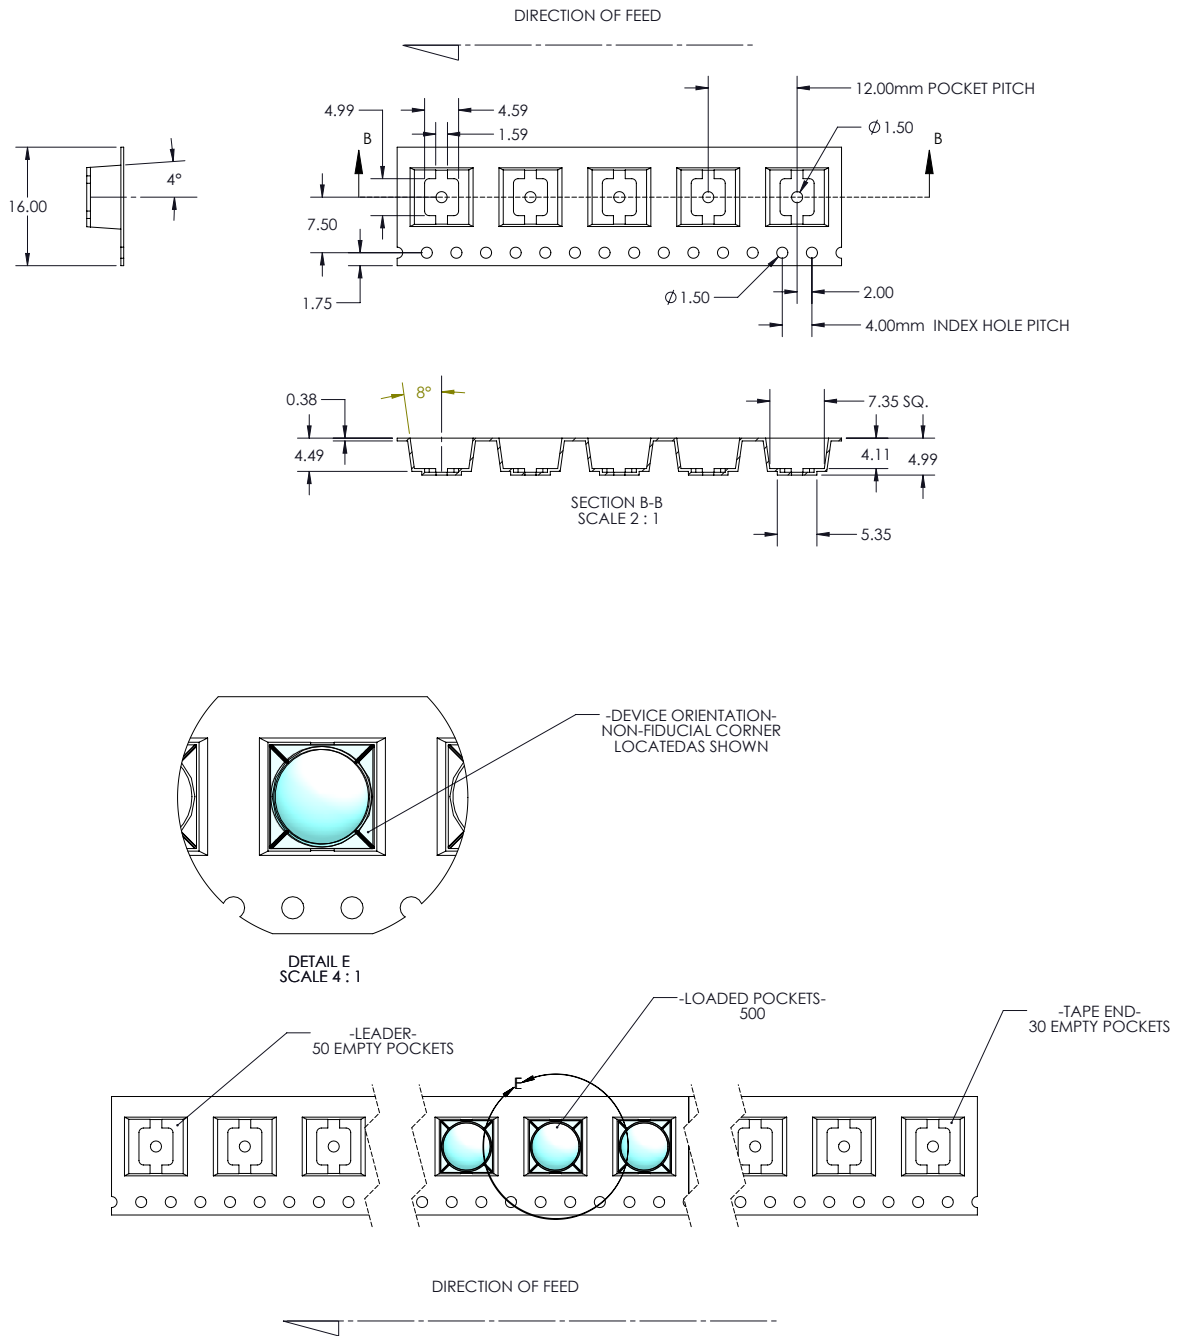 DIRECTION OF FEED
12.00mm POCKET PITCH
4.99
4.59
1.59
Ø1.50
B
B
4°
16.00
7.50
1.75
Ø1.50
2.00
4.00mm INDEX HOLE PITCH
8°
0.38
7.35 SQ.
4.49
4.11
4.99
SECTION B-B
SCALE 2 : 1
5.35
-DEVICE ORIENTATION-
NON-FIDUCIAL CORNER
LOCATEDAS SHOWN
DETAIL E
SCALE 4 : 1
-LOADED POCKETS-
500
-TAPE END-
30 EMPTY POCKETS
-LEADER-
50 EMPTY POCKETS
E
DIRECTION OF FEED